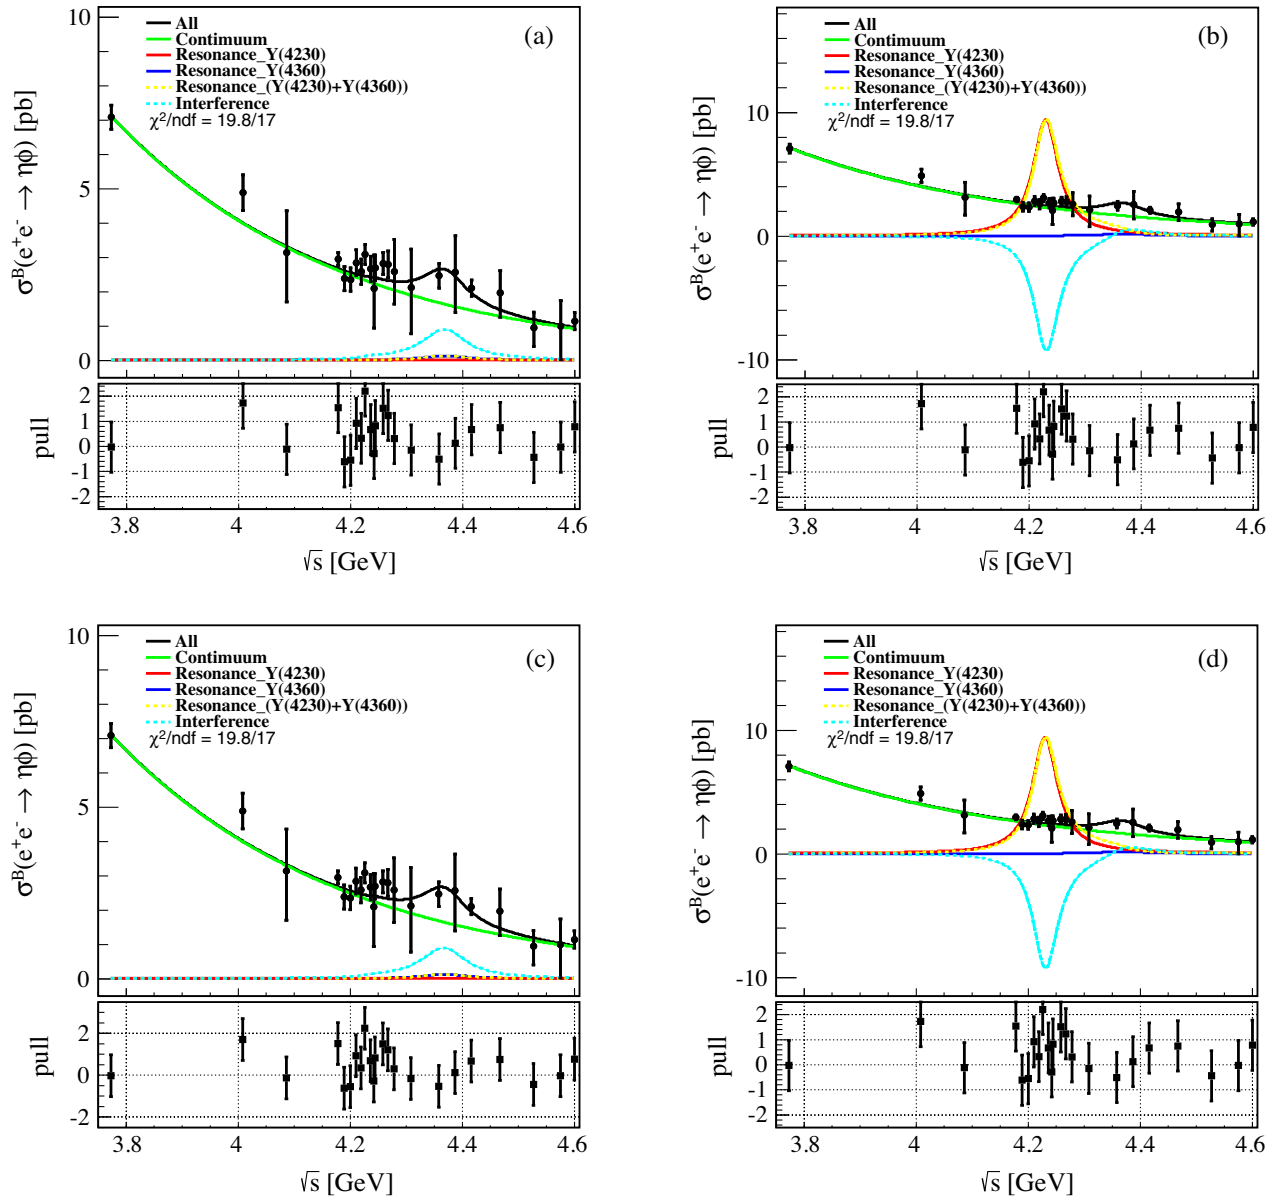 (a)
All
Contimuum
Resonance_Y(4230)
Resonance_Y(4360)
Resonance_(Y(4230)+Y(4360))
Interference
χ²/ndf = 19.8/17
σᴮ(e⁺e⁻ → ηφ) [pb]
10
5
0
pull
2
1
0
-1
-2
3.8 4 4.2 4.4 4.6
√s [GeV]
(b)
All
Contimuum
Resonance_Y(4230)
Resonance_Y(4360)
Resonance_(Y(4230)+Y(4360))
Interference
χ²/ndf = 19.8/17
σᴮ(e⁺e⁻ → ηφ) [pb]
10
0
-10
pull
2
1
0
-1
-2
3.8 4 4.2 4.4 4.6
√s [GeV]
(c)
All
Contimuum
Resonance_Y(4230)
Resonance_Y(4360)
Resonance_(Y(4230)+Y(4360))
Interference
χ²/ndf = 19.8/17
σᴮ(e⁺e⁻ → ηφ) [pb]
10
5
0
pull
2
0
-2
3.8 4 4.2 4.4 4.6
√s [GeV]
(d)
All
Contimuum
Resonance_Y(4230)
Resonance_Y(4360)
Resonance_(Y(4230)+Y(4360))
Interference
χ²/ndf = 19.8/17
σᴮ(e⁺e⁻ → ηφ) [pb]
10
0
-10
pull
2
1
0
-1
-2
3.8 4 4.2 4.4 4.6
√s [GeV]